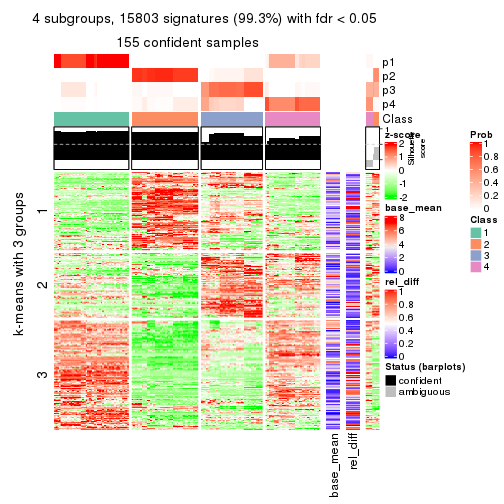 4 subgroups, 15803 signatures (99.3%) with fdr < 0.05
155 confident samples
p1
p2
p3
p4
Class
1
Silhouette
score
k-means with 3 groups
1
2
3
base_mean
rel_diff
z-score
2
1
0
-1
-2
base_mean
8
6
4
2
0
rel_diff
1
0.8
0.6
0.4
0.2
0
Status (barplots)
confident
ambiguous
Prob
1
0.8
0.6
0.4
0.2
0
Class
1
2
3
4